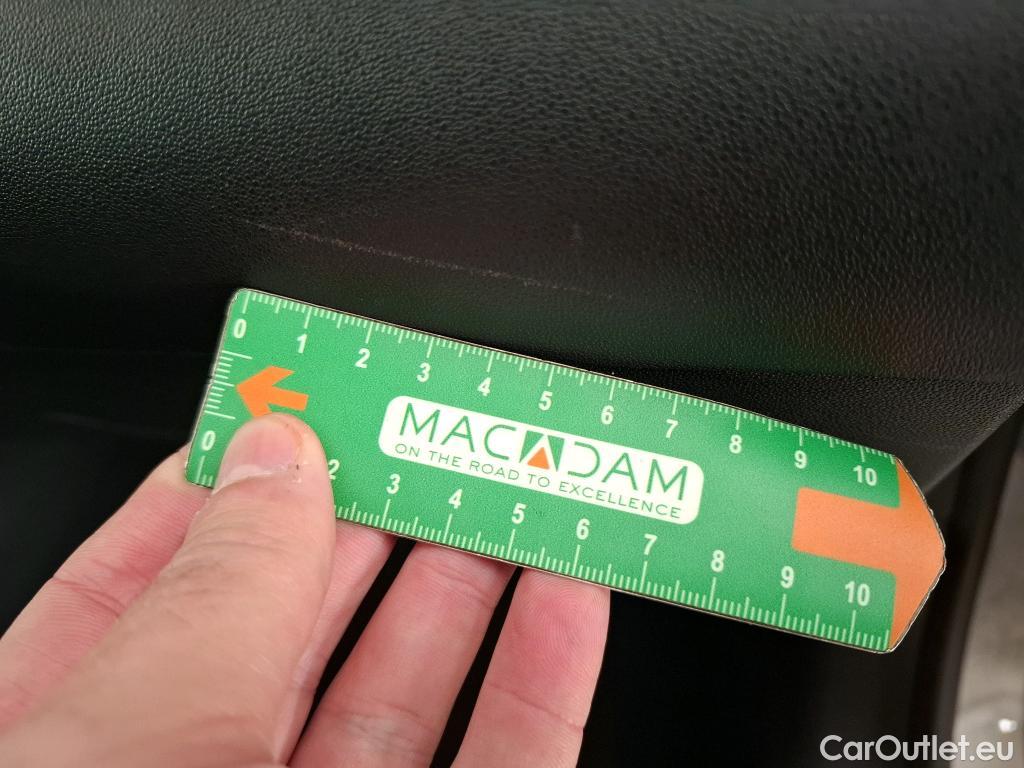 0 1 2 3 4 5 6 7 8 9 10
MACADAM
ON THE ROAD TO EXCELLENCE
0 2 3 4 5 6 7 8 9 10
CarOutlet.eu